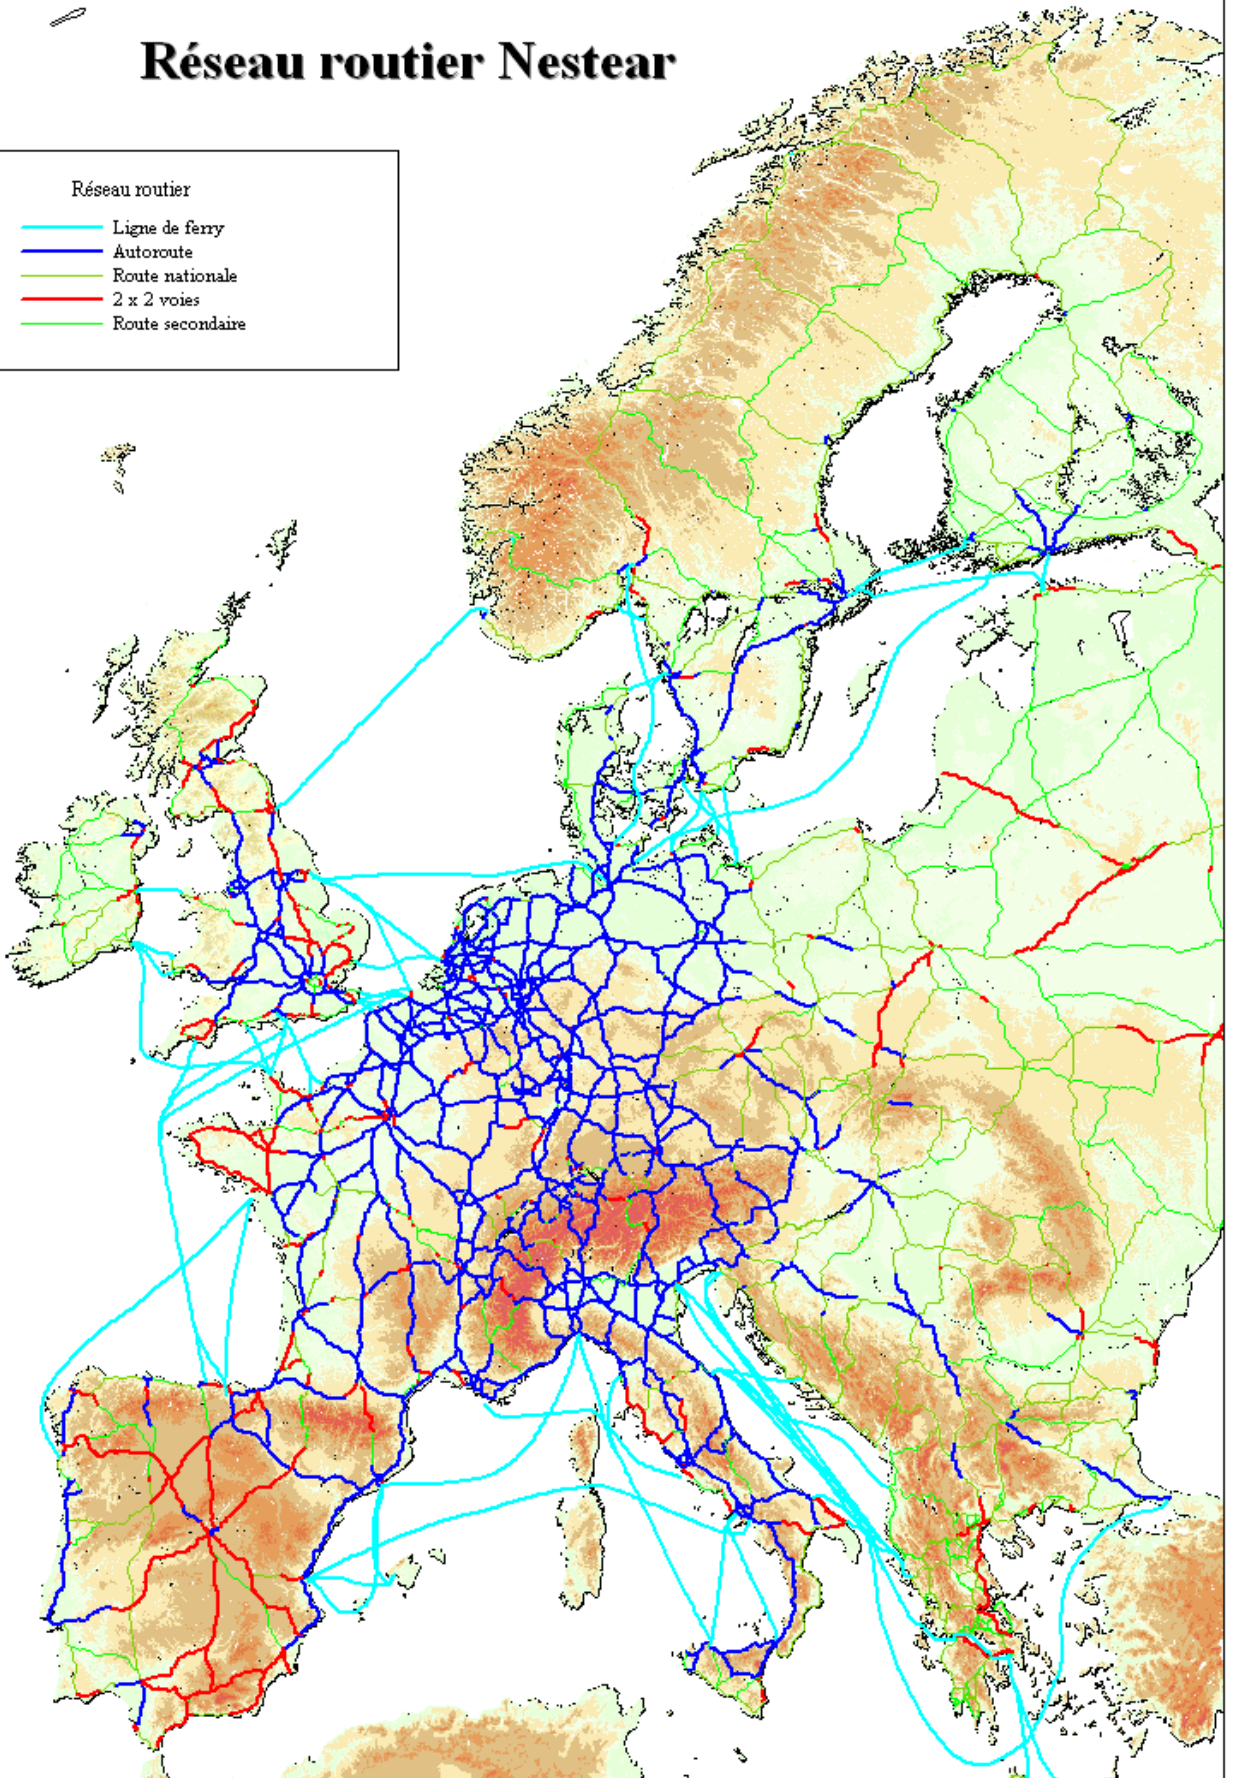 Réseau routier Nestear
Réseau routier
Ligne de ferry
Autoroute
Route nationale
2 x 2 voies
Route secondaire